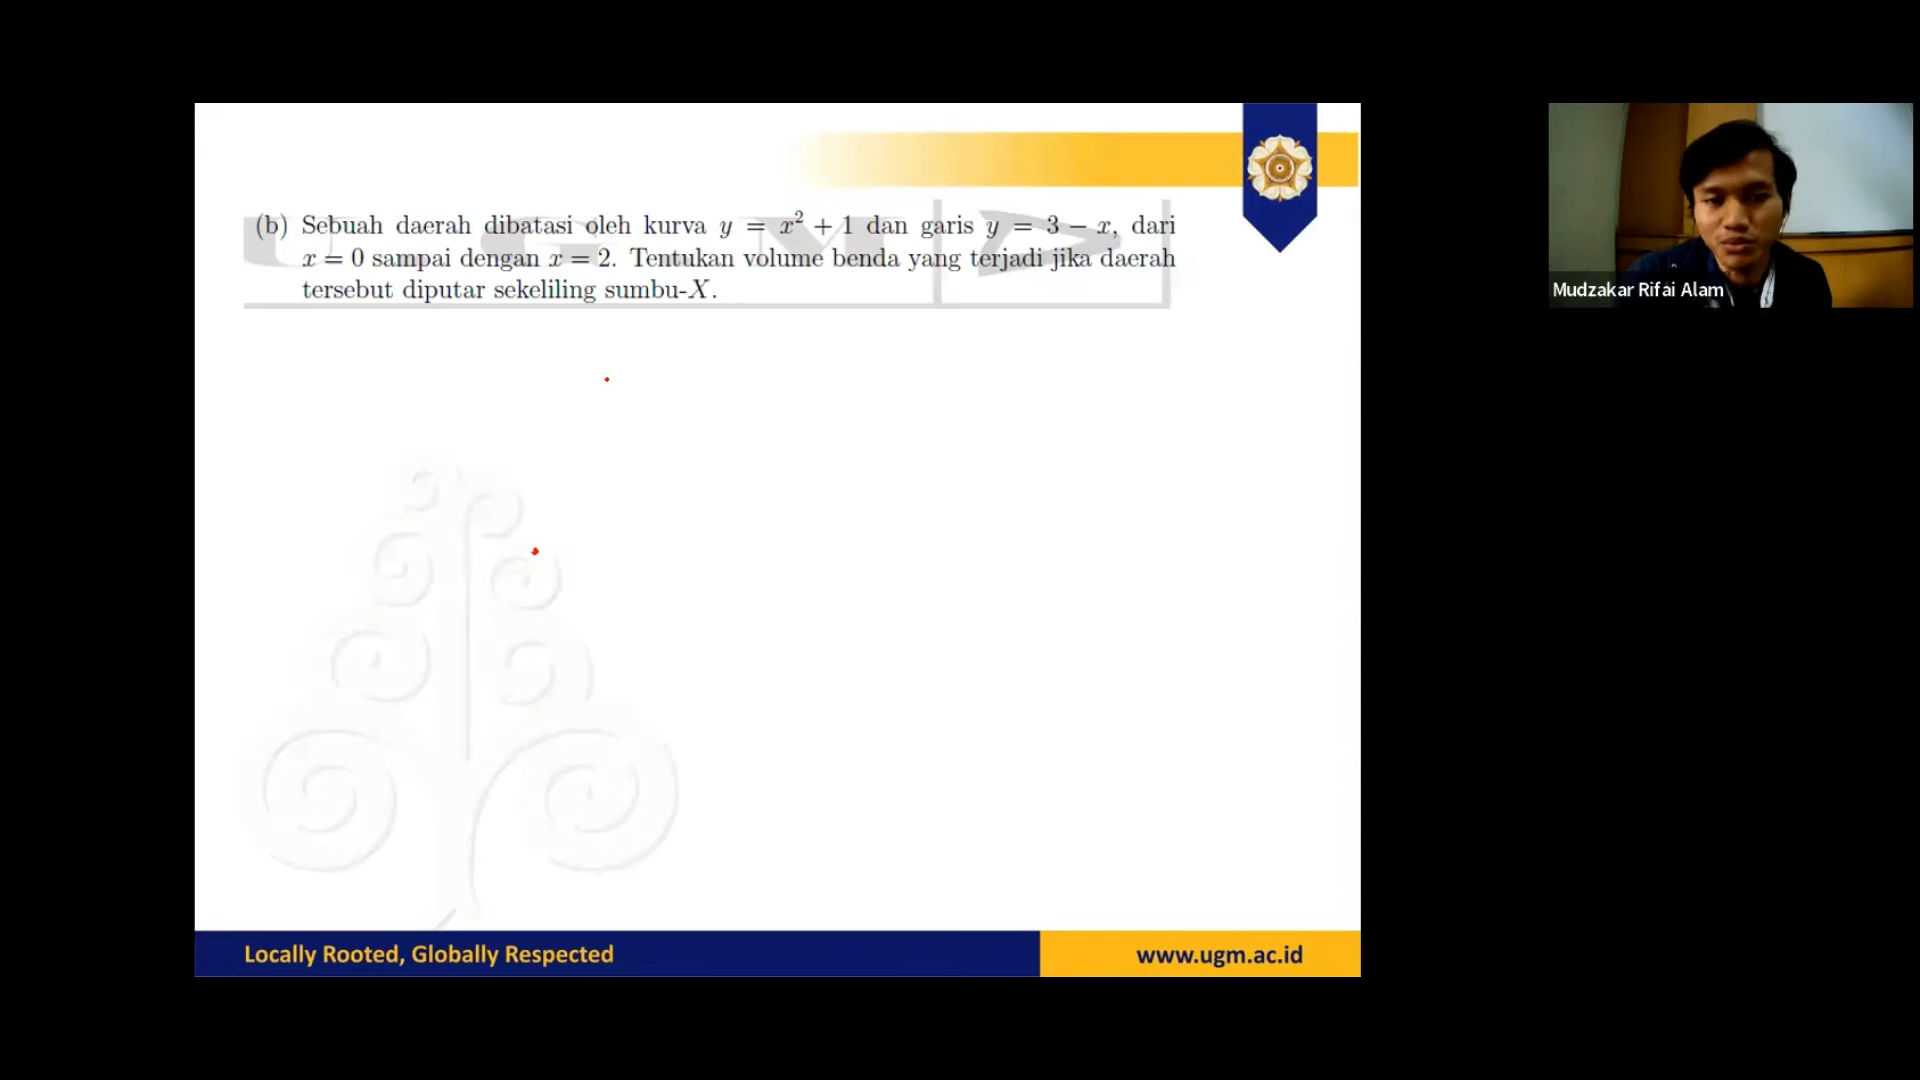 U G M
(b) Sebuah daerah dibatasi oleh kurva y = x² + 1 dan garis y = 3 − x, dari
x = 0 sampai dengan x = 2. Tentukan volume benda yang terjadi jika daerah
tersebut diputar sekeliling sumbu-X.
Mudzakar Rifai Alam
Locally Rooted, Globally Respected
www.ugm.ac.id